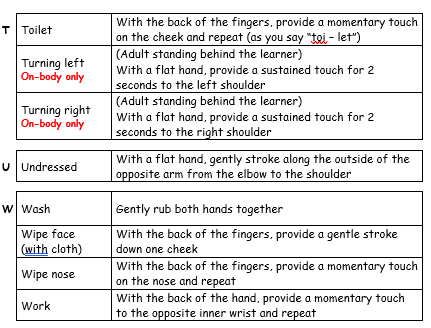 T Toilet With the back of the fingers, provide a momentary touch
on the cheek and repeat (as you say "toi – let")
Turning left
On-body only
(Adult standing behind the learner)
With a flat hand, provide a sustained touch for 2
seconds to the left shoulder
Turning right
On-body only
(Adult standing behind the learner)
With a flat hand, provide a sustained touch for 2
seconds to the right shoulder
U Undressed With a flat hand, gently stroke along the outside of the
opposite arm from the elbow to the shoulder
W Wash Gently rub both hands together
Wipe face
(with cloth)
With the back of the fingers, provide a gentle stroke
down one cheek
Wipe nose With the back of the fingers, provide a momentary touch
on the nose and repeat
Work With the back of the hand, provide a momentary touch
to the opposite inner wrist and repeat